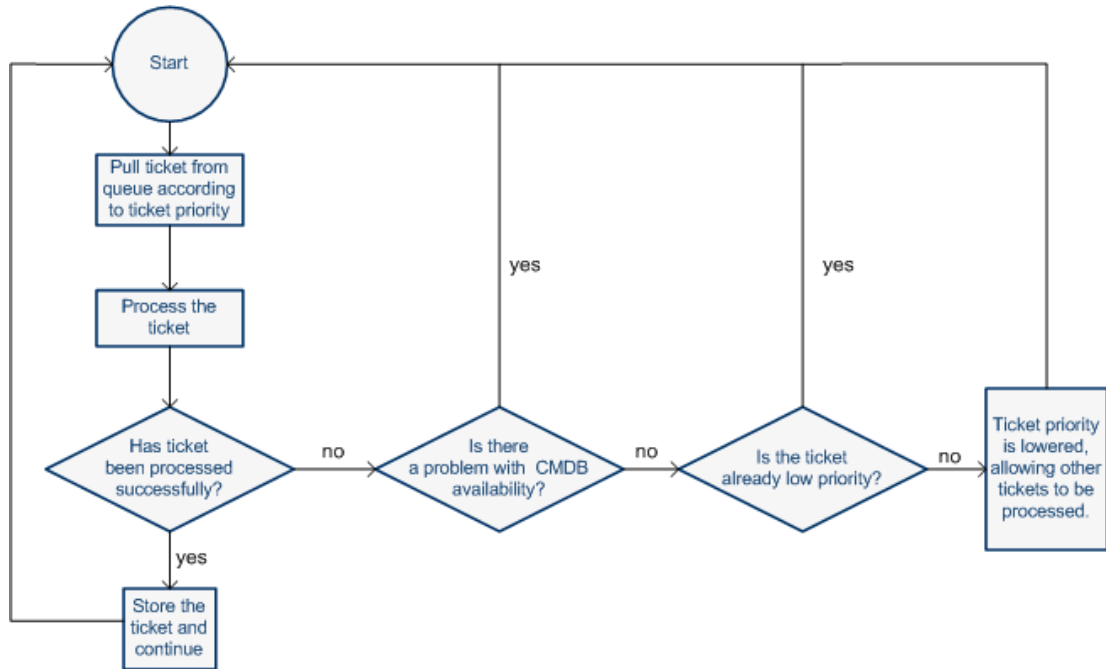 Start
Pull ticket from
queue according
to ticket priority
Process the
ticket
yes
yes
Has ticket
been processed
successfully?
no
Is there
a problem with CMDB
availability?
no
Is the ticket
already low priority?
no
Ticket priority
is lowered,
allowing other
tickets to be
processed.
yes
Store the
ticket and
continue